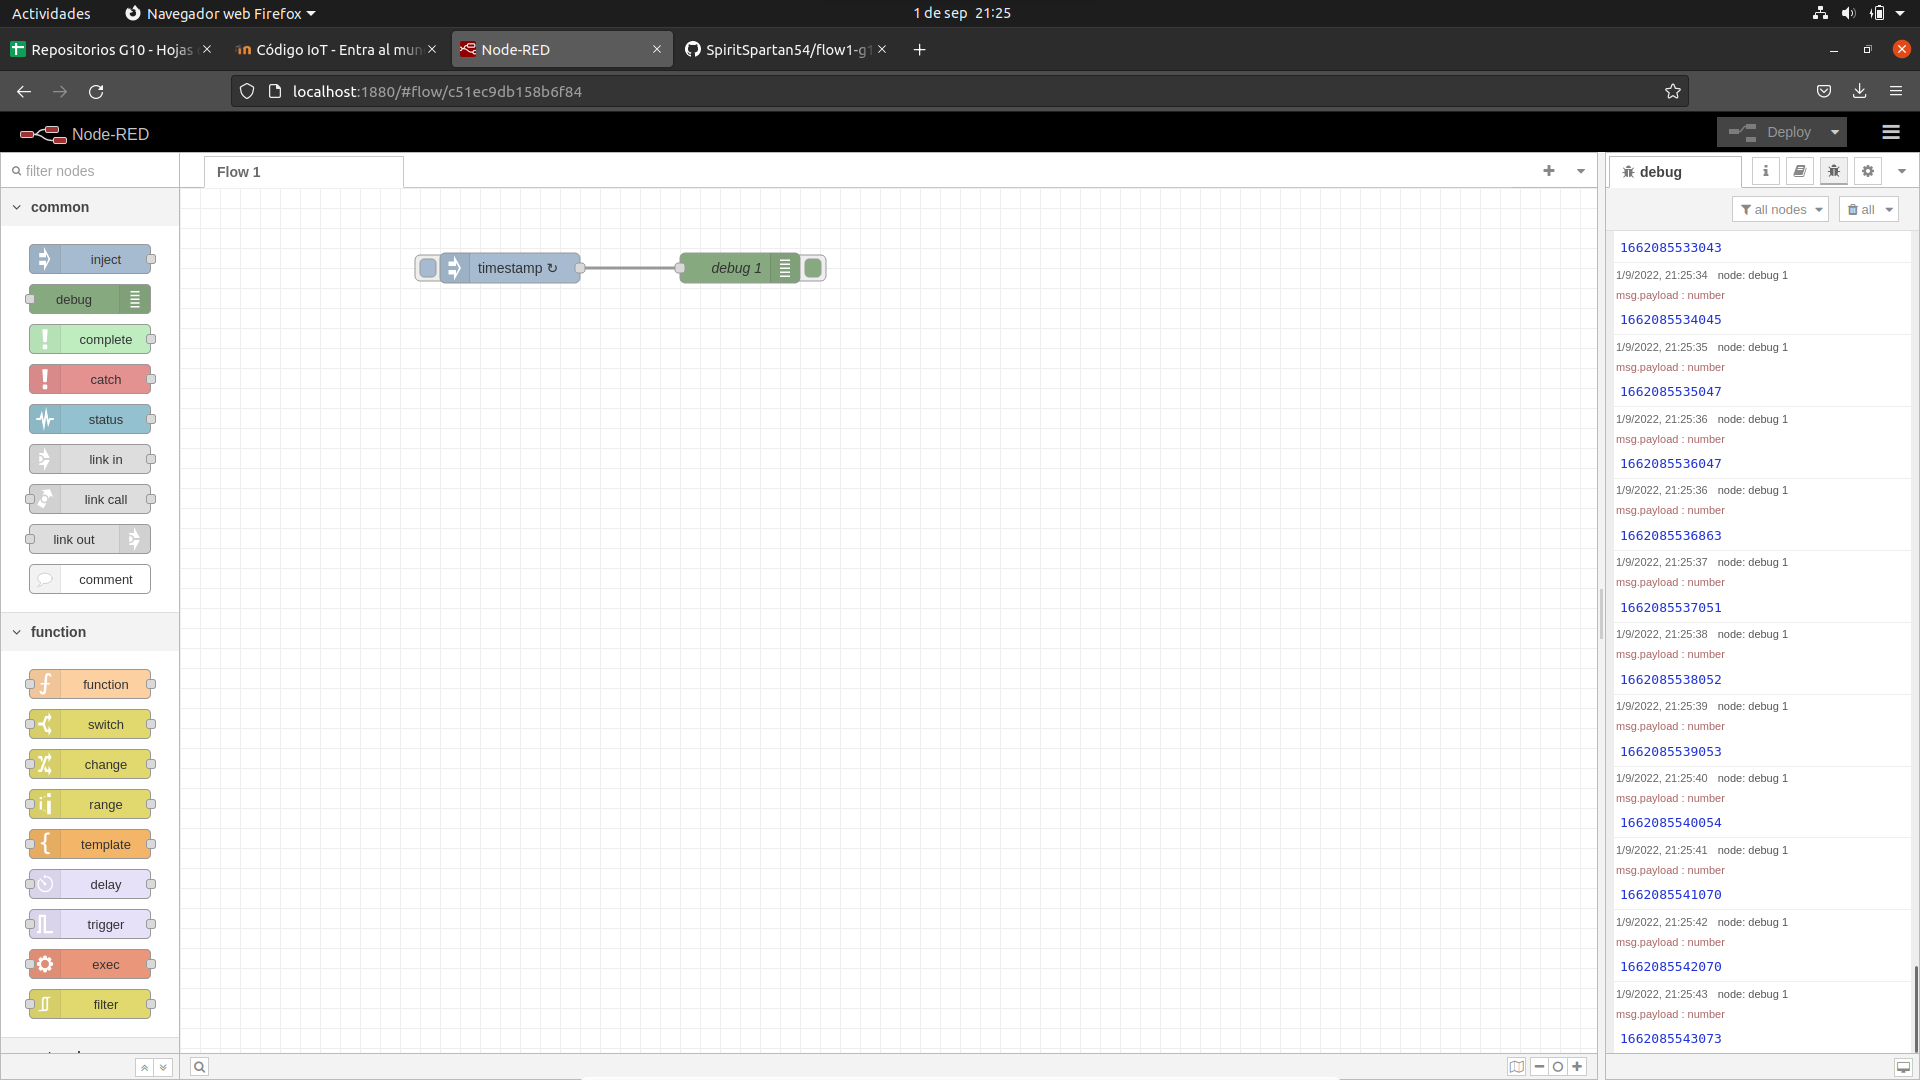 Actividades
Navegador web Firefox
1 de sep 21:25
Repositorios G10 - Hojas
Código IoT - Entra al mun
Node-RED
SpiritSpartan54/flow1-g1
localhost:1880/#flow/c51ec9db158b6f84
Node-RED
Deploy
filter nodes
Flow 1
debug
all nodes
all
common
inject
debug
complete
catch
status
link in
link call
link out
comment
function
function
switch
change
range
template
delay
trigger
exec
filter
timestamp ↻
debug 1
1662085533043
1/9/2022, 21:25:34 node: debug 1
msg.payload : number
1662085534045
1/9/2022, 21:25:35 node: debug 1
msg.payload : number
1662085535047
1/9/2022, 21:25:36 node: debug 1
msg.payload : number
1662085536047
1/9/2022, 21:25:36 node: debug 1
msg.payload : number
1662085536863
1/9/2022, 21:25:37 node: debug 1
msg.payload : number
1662085537051
1/9/2022, 21:25:38 node: debug 1
msg.payload : number
1662085538052
1/9/2022, 21:25:39 node: debug 1
msg.payload : number
1662085539053
1/9/2022, 21:25:40 node: debug 1
msg.payload : number
1662085540054
1/9/2022, 21:25:41 node: debug 1
msg.payload : number
1662085541070
1/9/2022, 21:25:42 node: debug 1
msg.payload : number
1662085542070
1/9/2022, 21:25:43 node: debug 1
msg.payload : number
1662085543073